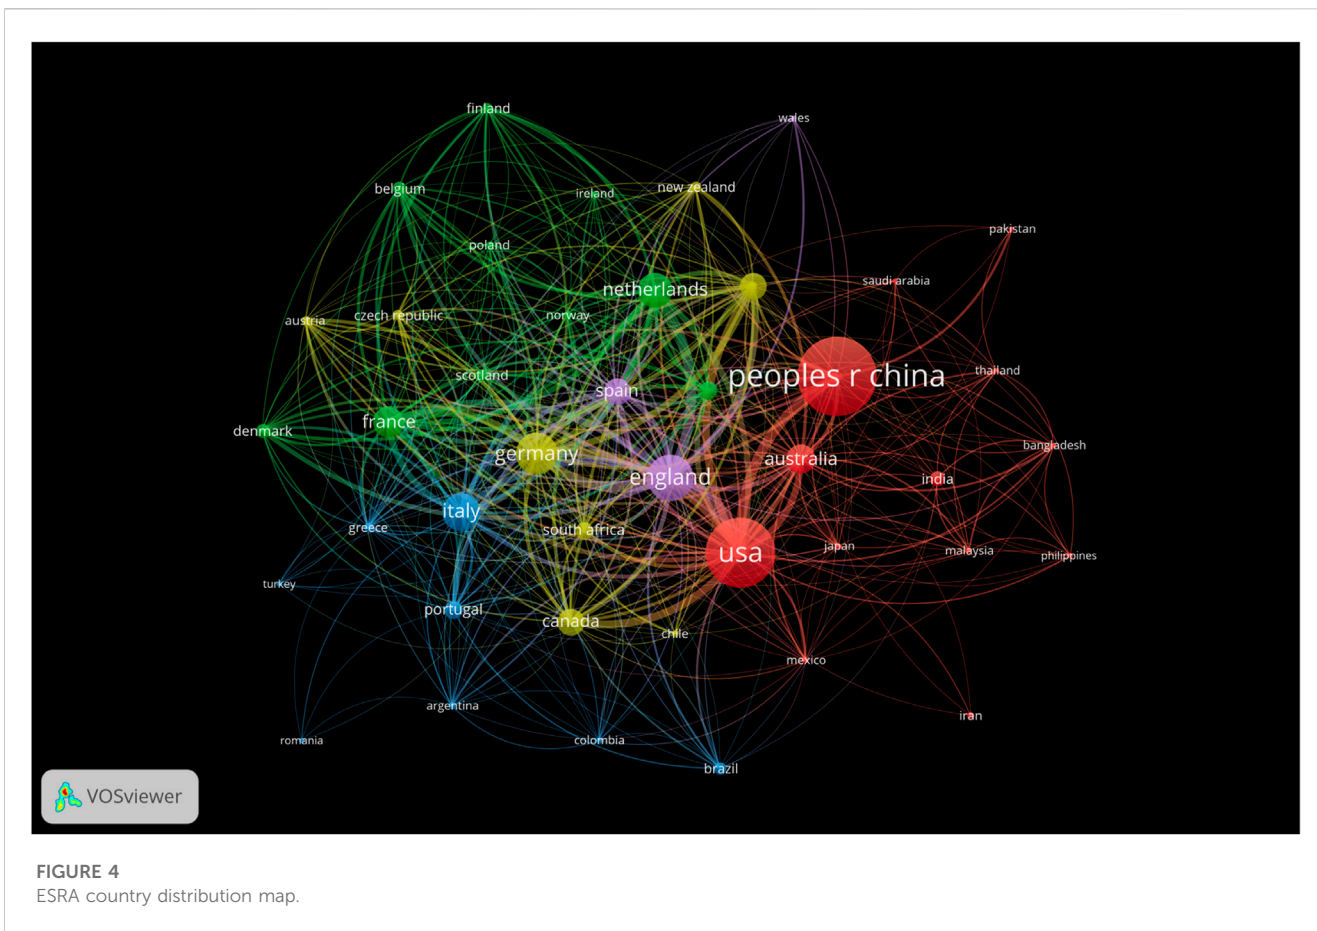 finland
wales
belgium
ireland
new zealand
pakistan
poland
saudi arabia
netherlands
norway
austria
czech republic
scotland
spain
peoples r china
thailand
france
denmark
germany
australia
bangladesh
england
india
italy
greece
south africa
usa
japan
malaysia
philippines
turkey
portugal
canada
chile
mexico
argentina
iran
romania
colombia
brazil
VOSviewer
FIGURE 4
ESRA country distribution map.